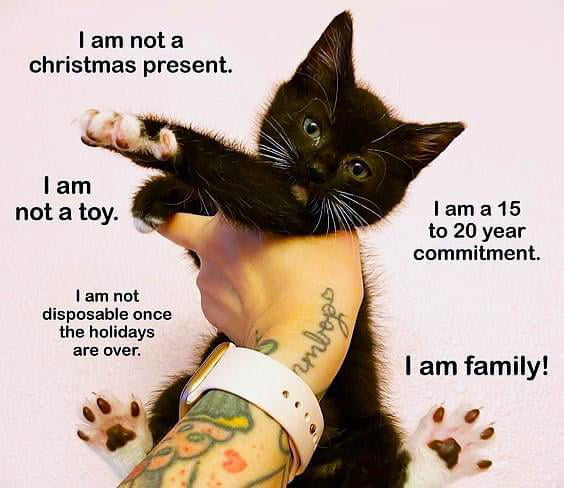 I am not a
christmas present.
I am
not a toy.
I am a 15
to 20 year
commitment.
I am not
disposable once
the holidays
are over.
I am family!